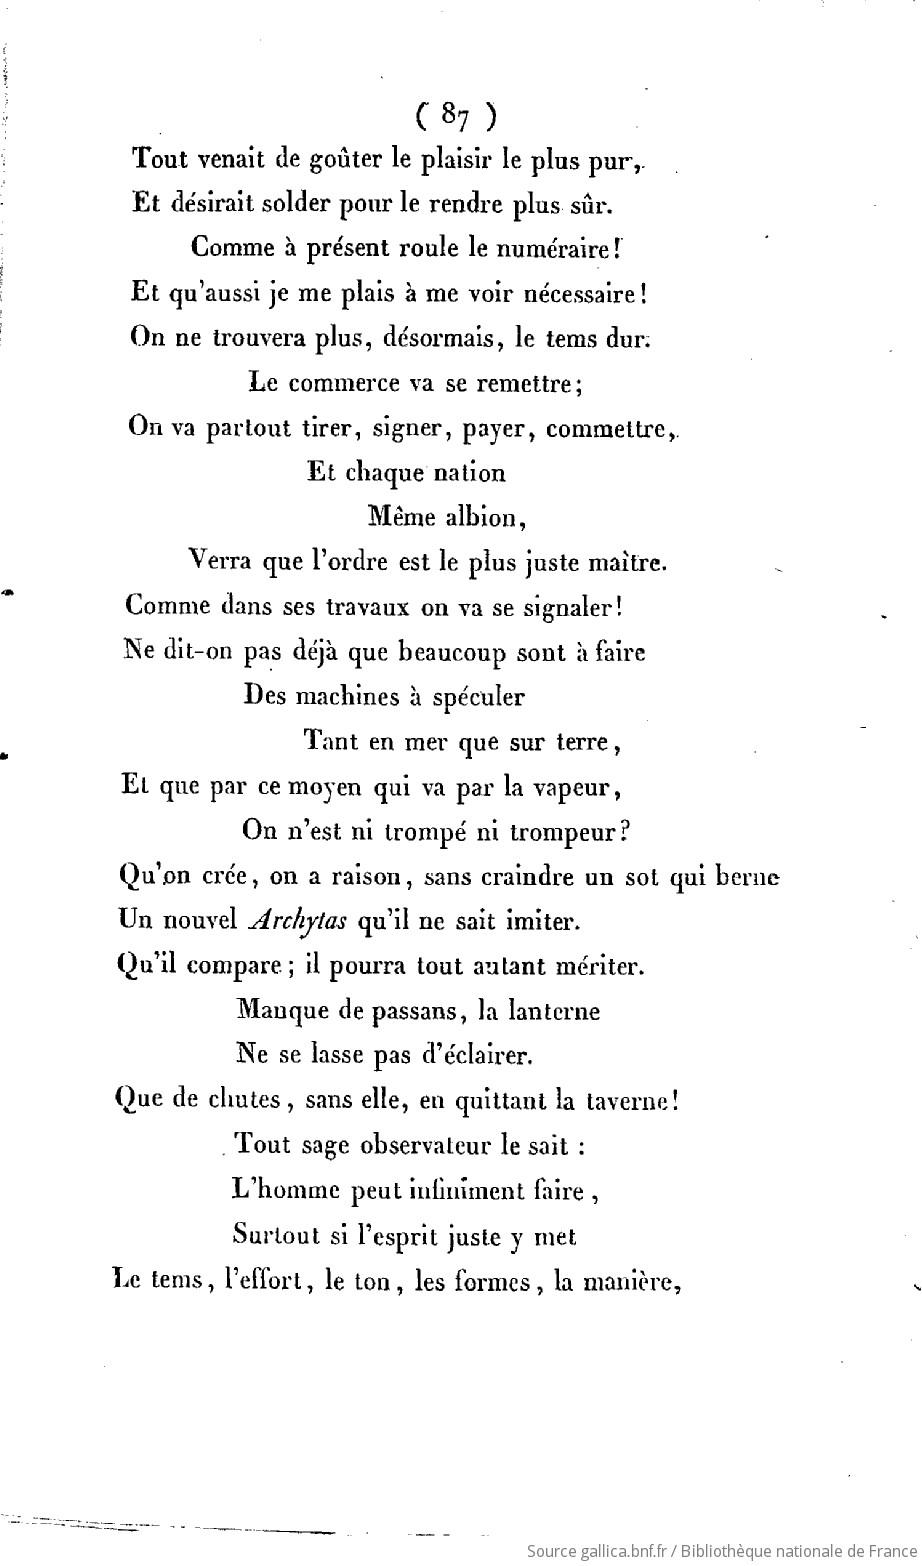 ( 87 )
Tout venait de goûter le plaisir le plus pur,
Et désirait solder pour le rendre plus sûr.
Comme à présent roule le numéraire !
Et qu'aussi je me plais à me voir nécessaire !
On ne trouvera plus, désormais, le tems dur.
Le commerce va se remettre ;
On va partout tirer, signer, payer, commettre,
Et chaque nation
Même albion,
Verra que l'ordre est le plus juste maître.
Comme dans ses travaux on va se signaler !
Ne dit-on pas déjà que beaucoup sont à faire
Des machines à spéculer
Tant en mer que sur terre,
Et que par ce moyen qui va par la vapeur,
On n'est ni trompé ni trompeur ?
Qu'on crée, on a raison, sans craindre un sot qui berne
Un nouvel Archytas qu'il ne sait imiter.
Qu'il compare ; il pourra tout autant mériter.
Manque de passans, la lanterne
Ne se lasse pas d'éclairer.
Que de chutes, sans elle, en quittant la taverne !
Tout sage observateur le sait :
L'homme peut infiniment faire,
Surtout si l'esprit juste y met
Le tems, l'effort, le ton, les formes, la manière,
Source gallica.bnf.fr / Bibliothèque nationale de France